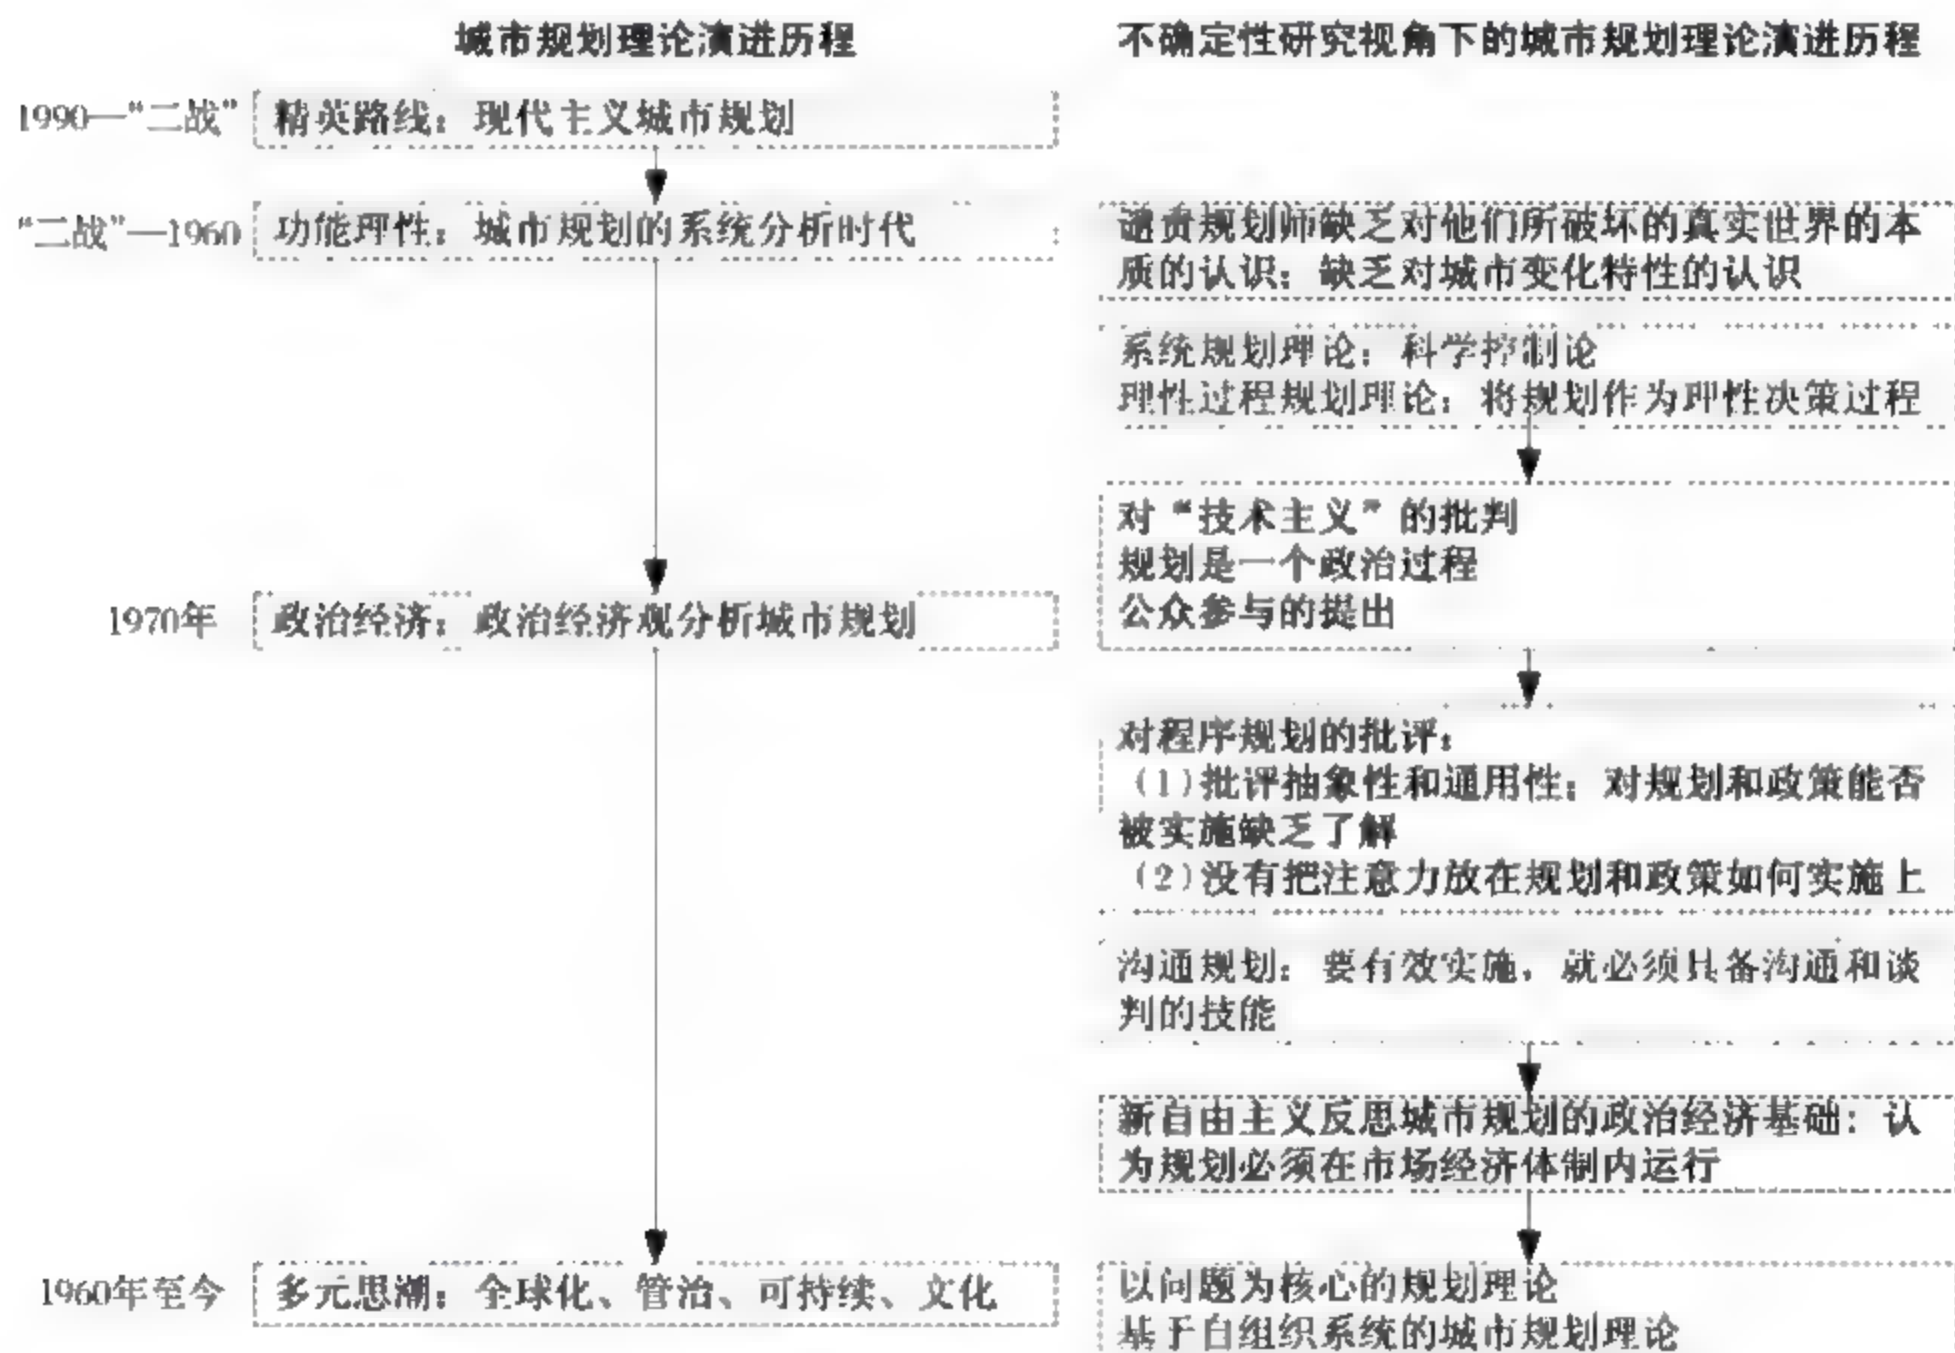 城市规划理论演进历程
不确定性研究视角下的城市规划理论演进历程
1990—“二战”
精英路线：现代主义城市规划
“二战”—1960
功能理性：城市规划的系统分析时代
谴责规划师缺乏对他们所破坏的真实世界的本
质的认识；缺乏对城市变化特性的认识
系统规划理论：科学控制论
理性过程规划理论：将规划作为理性决策过程
对“技术主义”的批判
规划是一个政治过程
公众参与的提出
1970年
政治经济：政治经济观分析城市规划
对程序规划的批评：
（1）批评抽象性和通用性；对规划和政策能否
被实施缺乏了解
（2）没有把注意力放在规划和政策如何实施上
沟通规划：要有效实施，就必须具备沟通和谈
判的技能
新自由主义反思城市规划的政治经济基础：认
为规划必须在市场经济体制内运行
1960年至今
多元思潮：全球化、管治、可持续、文化
以问题为核心的规划理论
基于自组织系统的城市规划理论